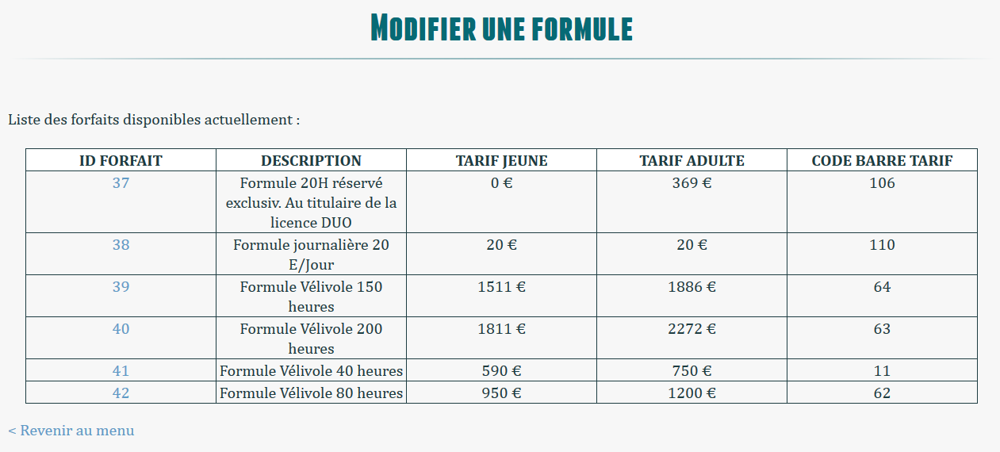 Modifier une formule
Liste des forfaits disponibles actuellement :
ID FORFAIT DESCRIPTION TARIF JEUNE TARIF ADULTE CODE BARRE TARIF
37 Formule 20H réservé 0 € 369 € 106
exclusiv. Au titulaire de la
licence DUO
38 Formule journalière 20 20 € 20 € 110
E/Jour
39 Formule Vélivole 150 1511 € 1886 € 64
heures
40 Formule Vélivole 200 1811 € 2272 € 63
heures
41 Formule Vélivole 40 heures 590 € 750 € 11
42 Formule Vélivole 80 heures 950 € 1200 € 62
< Revenir au menu